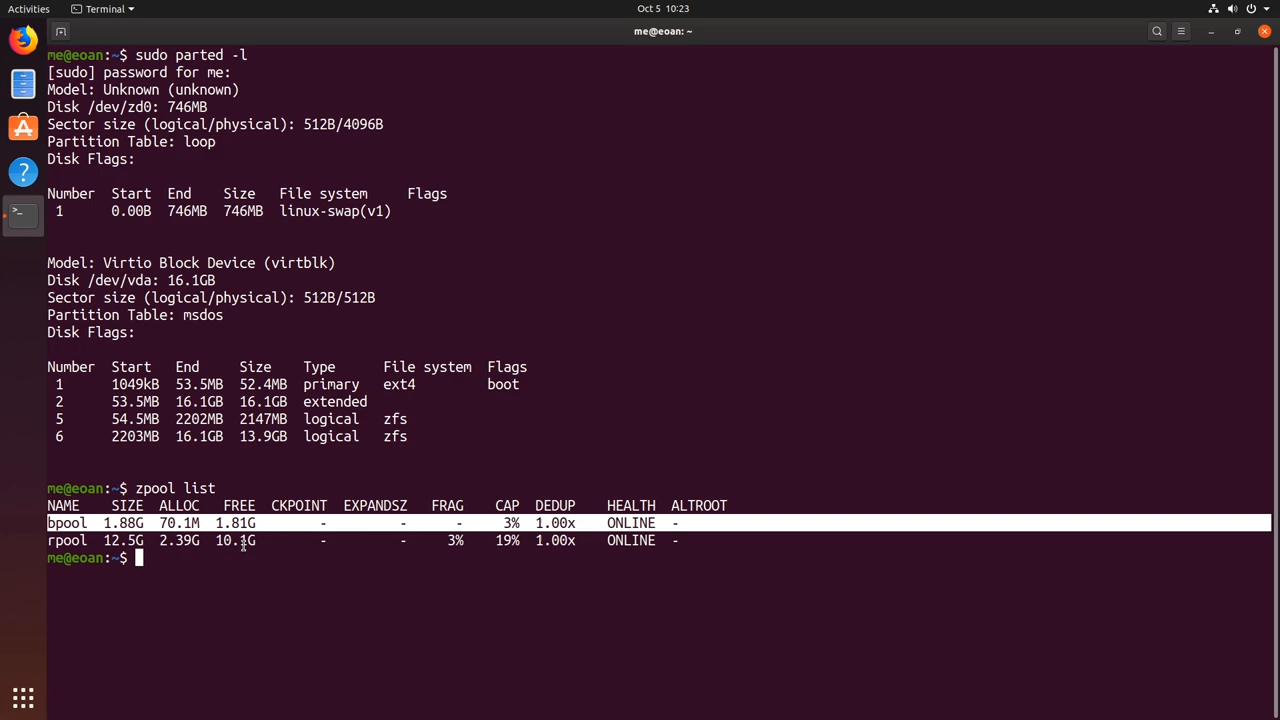 Activities Terminal Oct 5 10:23
me@eoan: ~
me@eoan:~$ sudo parted -l
[sudo] password for me:
Model: Unknown (unknown)
Disk /dev/zd0: 746MB
Sector size (logical/physical): 512B/4096B
Partition Table: loop
Disk Flags:
Number Start End Size File system Flags
1 0.00B 746MB 746MB linux-swap(v1)
Model: Virtio Block Device (virtblk)
Disk /dev/vda: 16.1GB
Sector size (logical/physical): 512B/512B
Partition Table: msdos
Disk Flags:
Number Start End Size Type File system Flags
1 1049kB 53.5MB 52.4MB primary ext4 boot
2 53.5MB 16.1GB 16.1GB extended
5 54.5MB 2202MB 2147MB logical zfs
6 2203MB 16.1GB 13.9GB logical zfs
me@eoan:~$ zpool list
NAME SIZE ALLOC FREE CKPOINT EXPANDSZ FRAG CAP DEDUP HEALTH ALTROOT
bpool 1.88G 70.1M 1.81G - - - 3% 1.00x ONLINE -
rpool 12.5G 2.39G 10.1G - - 3% 19% 1.00x ONLINE -
me@eoan:~$